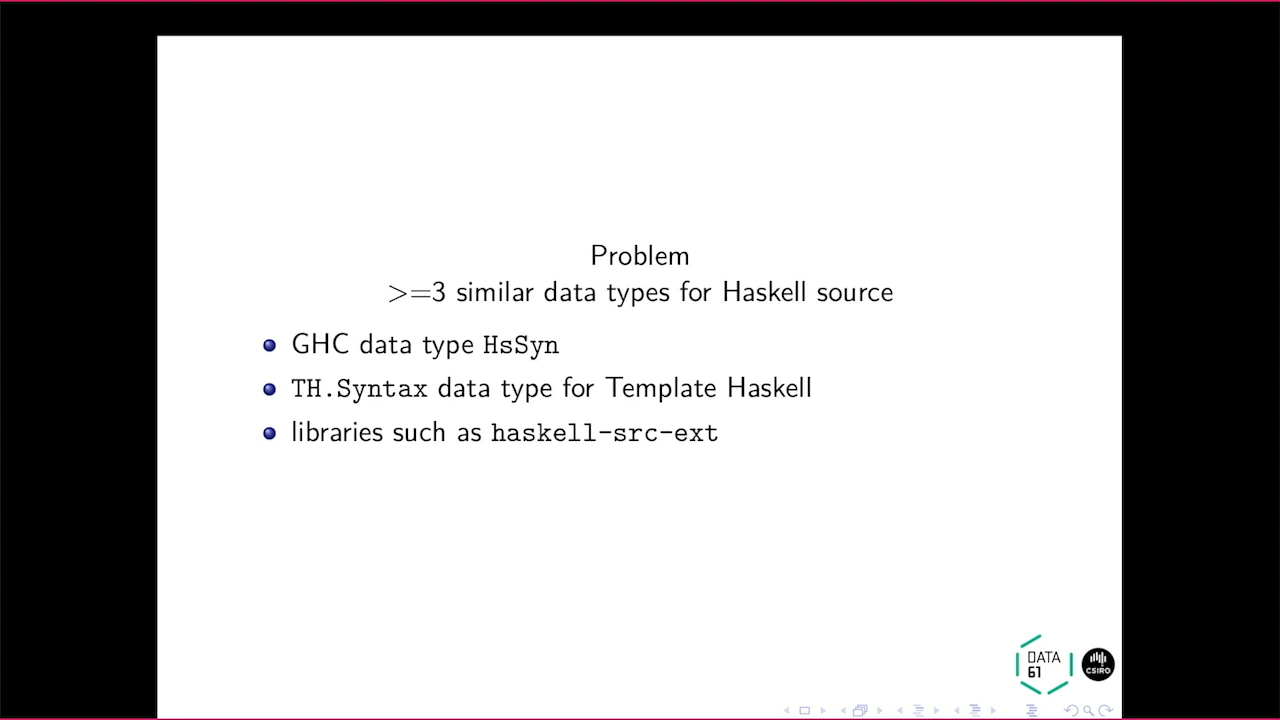 Problem
>=3 similar data types for Haskell source
GHC data type HsSyn
TH.Syntax data type for Template Haskell
libraries such as haskell-src-ext
DATA
61
CSIRO